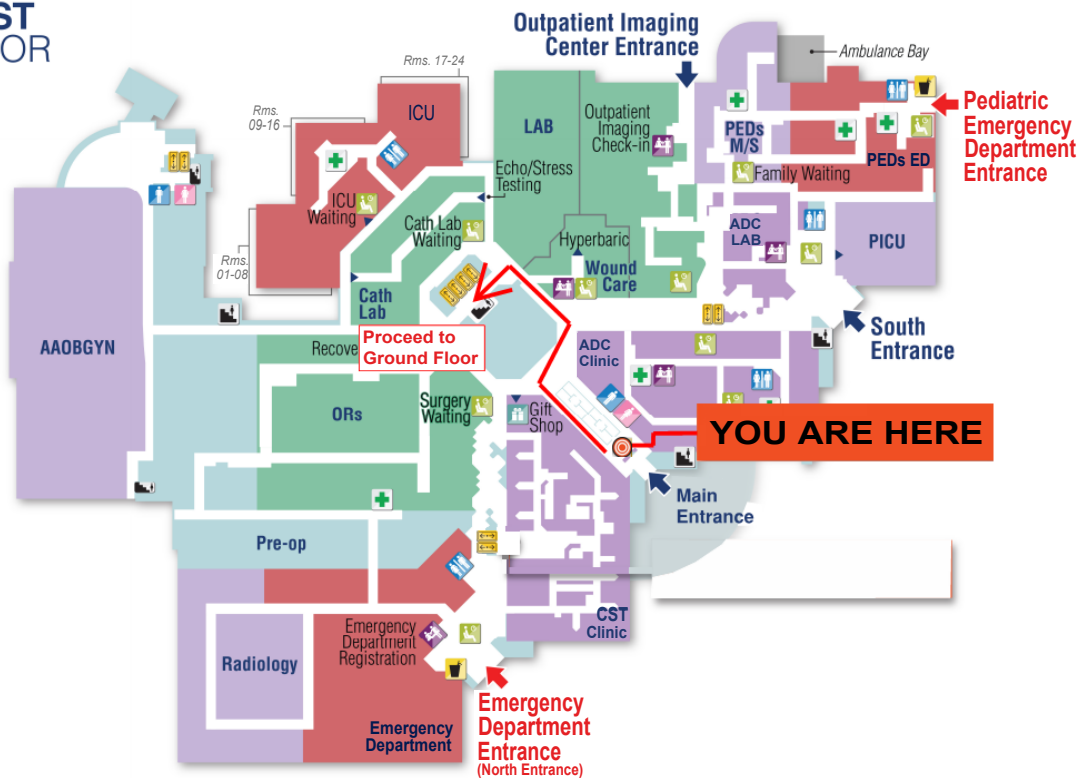 ST
OOR
Outpatient Imaging
Center Entrance
Ambulance Bay
Rms. 17-24
ICU
Rms.
09-16
LAB
Outpatient
Imaging
Check-in
PEDs
M/S
Pediatric
Emergency
Department
Entrance
PEDs ED
Family Waiting
Echo/Stress
Testing
ICU
Waiting
Cath Lab
Waiting
Hyperbaric
ADC
LAB
PICU
Rms.
01-08
Wound
Care
Cath
Lab
South
Entrance
Proceed to
Ground Floor
AAOBGYN
Recove
ADC
Clinic
ORs
Surgery
Waiting
Gift
Shop
YOU ARE HERE
Main
Entrance
Pre-op
CST
Clinic
Emergency
Department
Registration
Radiology
Emergency
Department
Emergency
Department
Entrance
(North Entrance)